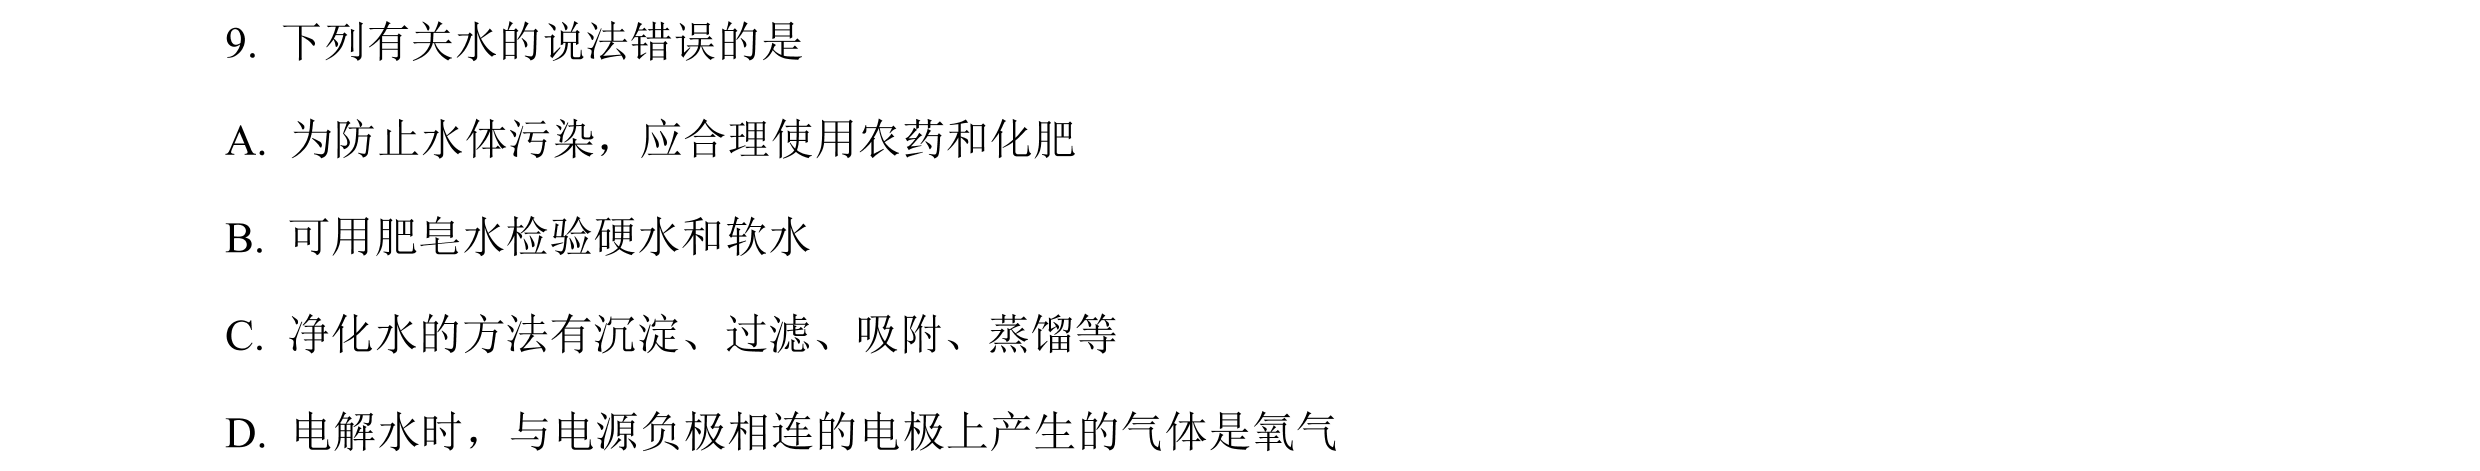 9. 下列有关水的说法错误的是
A. 为防止水体污染，应合理使用农药和化肥
B. 可用肥皂水检验硬水和软水
C. 净化水的方法有沉淀、过滤、吸附、蒸馏等
D. 电解水时，与电源负极相连的电极上产生的气体是氧气